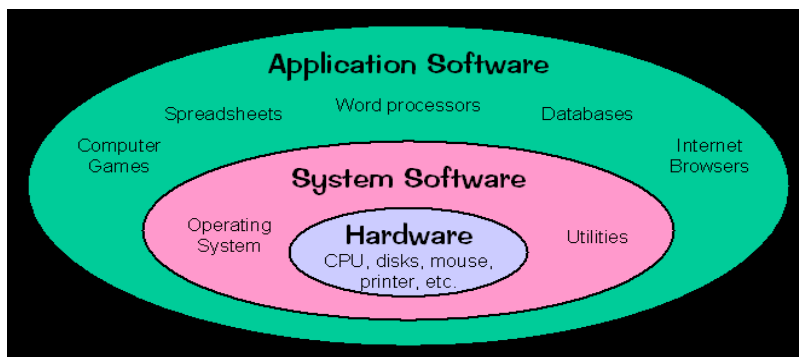 Application Software
Word processors
Spreadsheets
Databases
Computer
Games
Internet
Browsers
System Software
Operating
System
Utilities
Hardware
CPU, disks, mouse,
printer, etc.